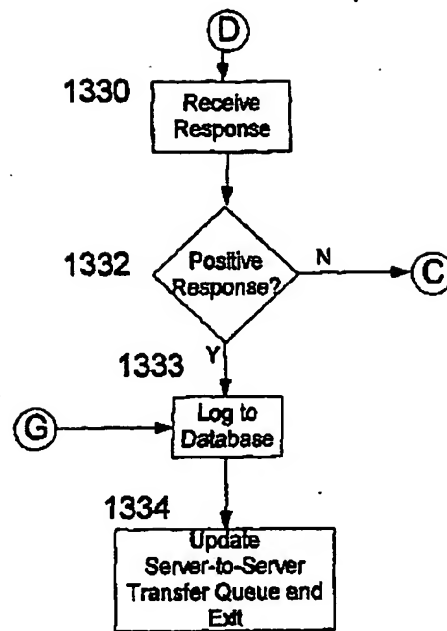 D
1330
Receive
Response
1332
Positive
Response?
N
C
Y
1333
G
Log to
Database
1334
Update
Server-to-Server
Transfer Queue and
Exit